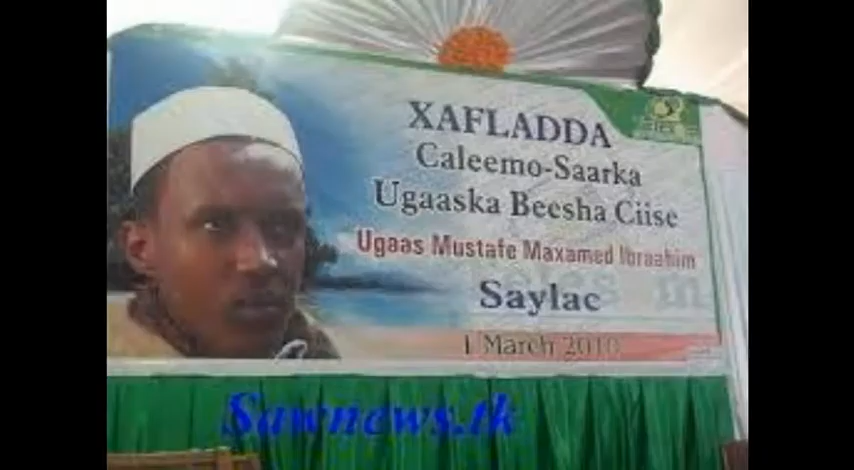 XAFLADDA
Caleemo-Saarka
Ugaaska Beesha Ciise
Ugaas Mustafe Maxamed Ibraahim
Saylac
1 March 2010
Sawnews.tk